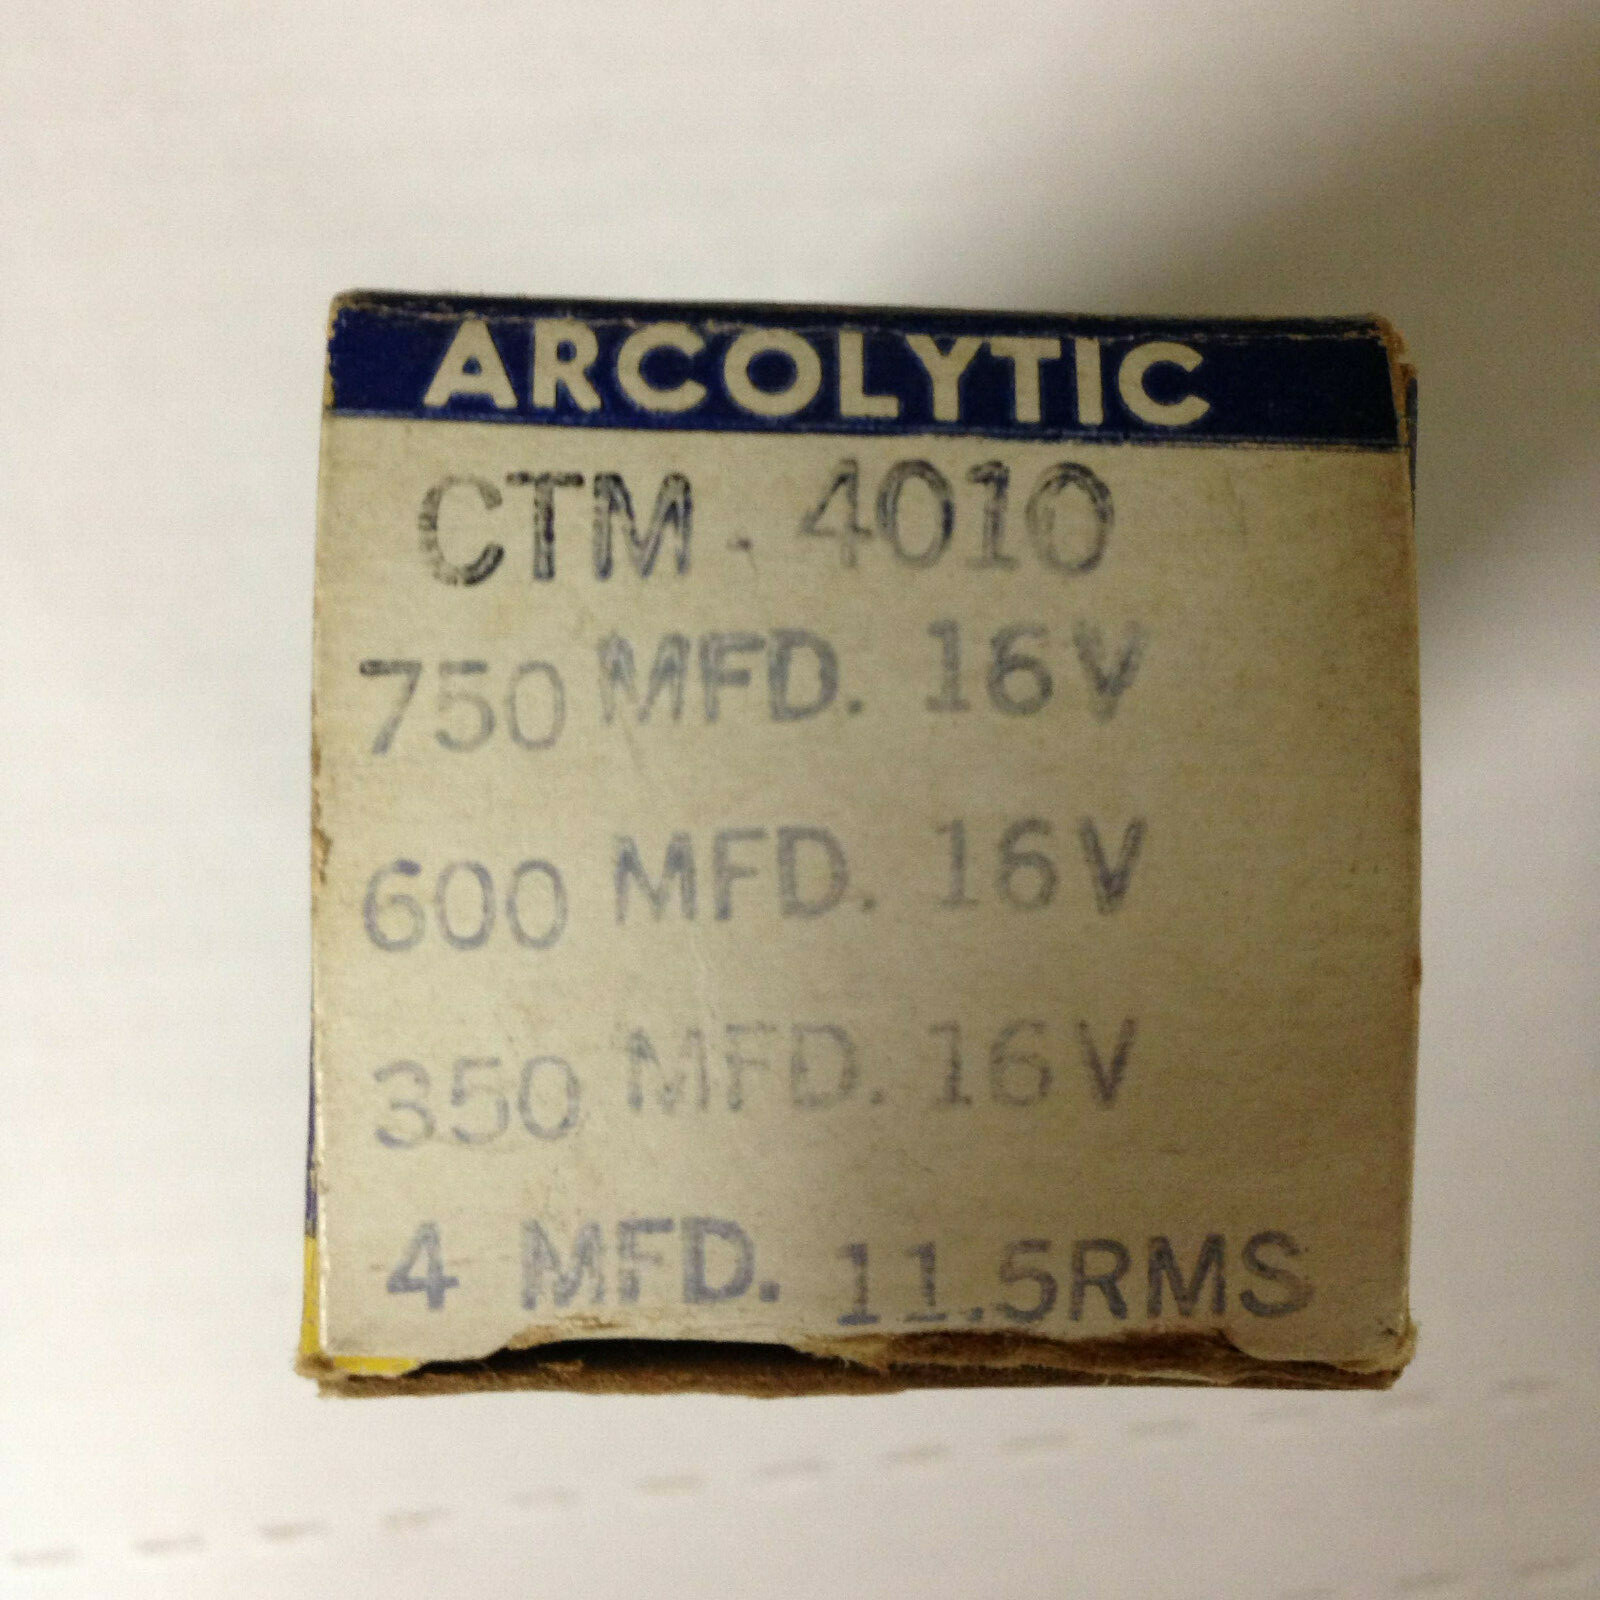 ARCOLYTIC
CTM - 4010
750 MFD. 16V
600 MFD. 16V
350 MFD. 16V
4 MFD. 11.5RMS